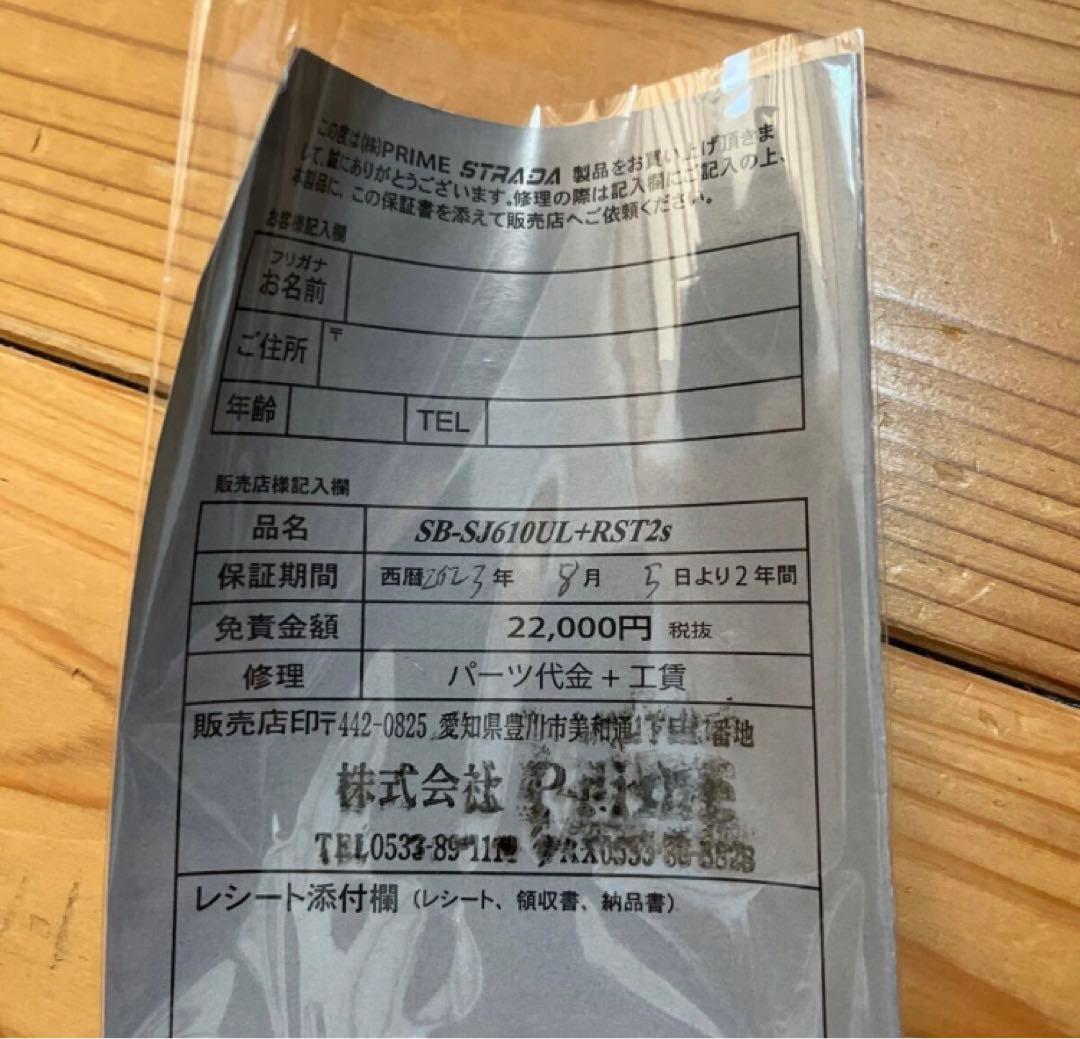 この度は(株)PRIME STRADA 製品をお買い上げ頂きま
して、誠にありがとうございます。修理の際は記入欄にご記入の上、
本製品に、この保証書を添えて販売店へご依頼ください。
お客様記入欄
フリガナ
お名前
ご住所 〒
年齢 TEL
販売店様記入欄
品名 SB-SJ610UL+RST2s
保証期間 西暦2023年 8月 5日より2年間
免責金額 22,000円 税抜
修理 パーツ代金+工賃
販売店印 〒442-0825 愛知県豊川市美和通 番地
株式会社 PRIME
TEL0533-89-
レシート添付欄(レシート、領収書、納品書)